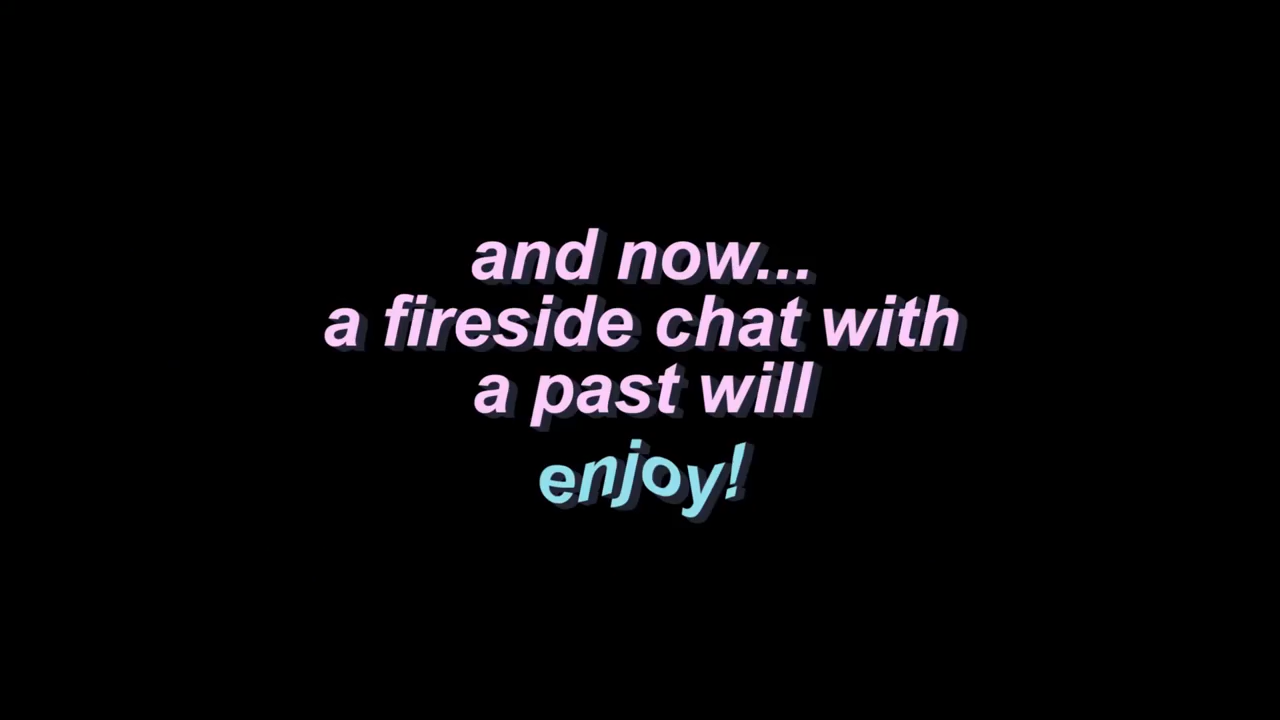 and now...
a fireside chat with
a past will
enjoy!